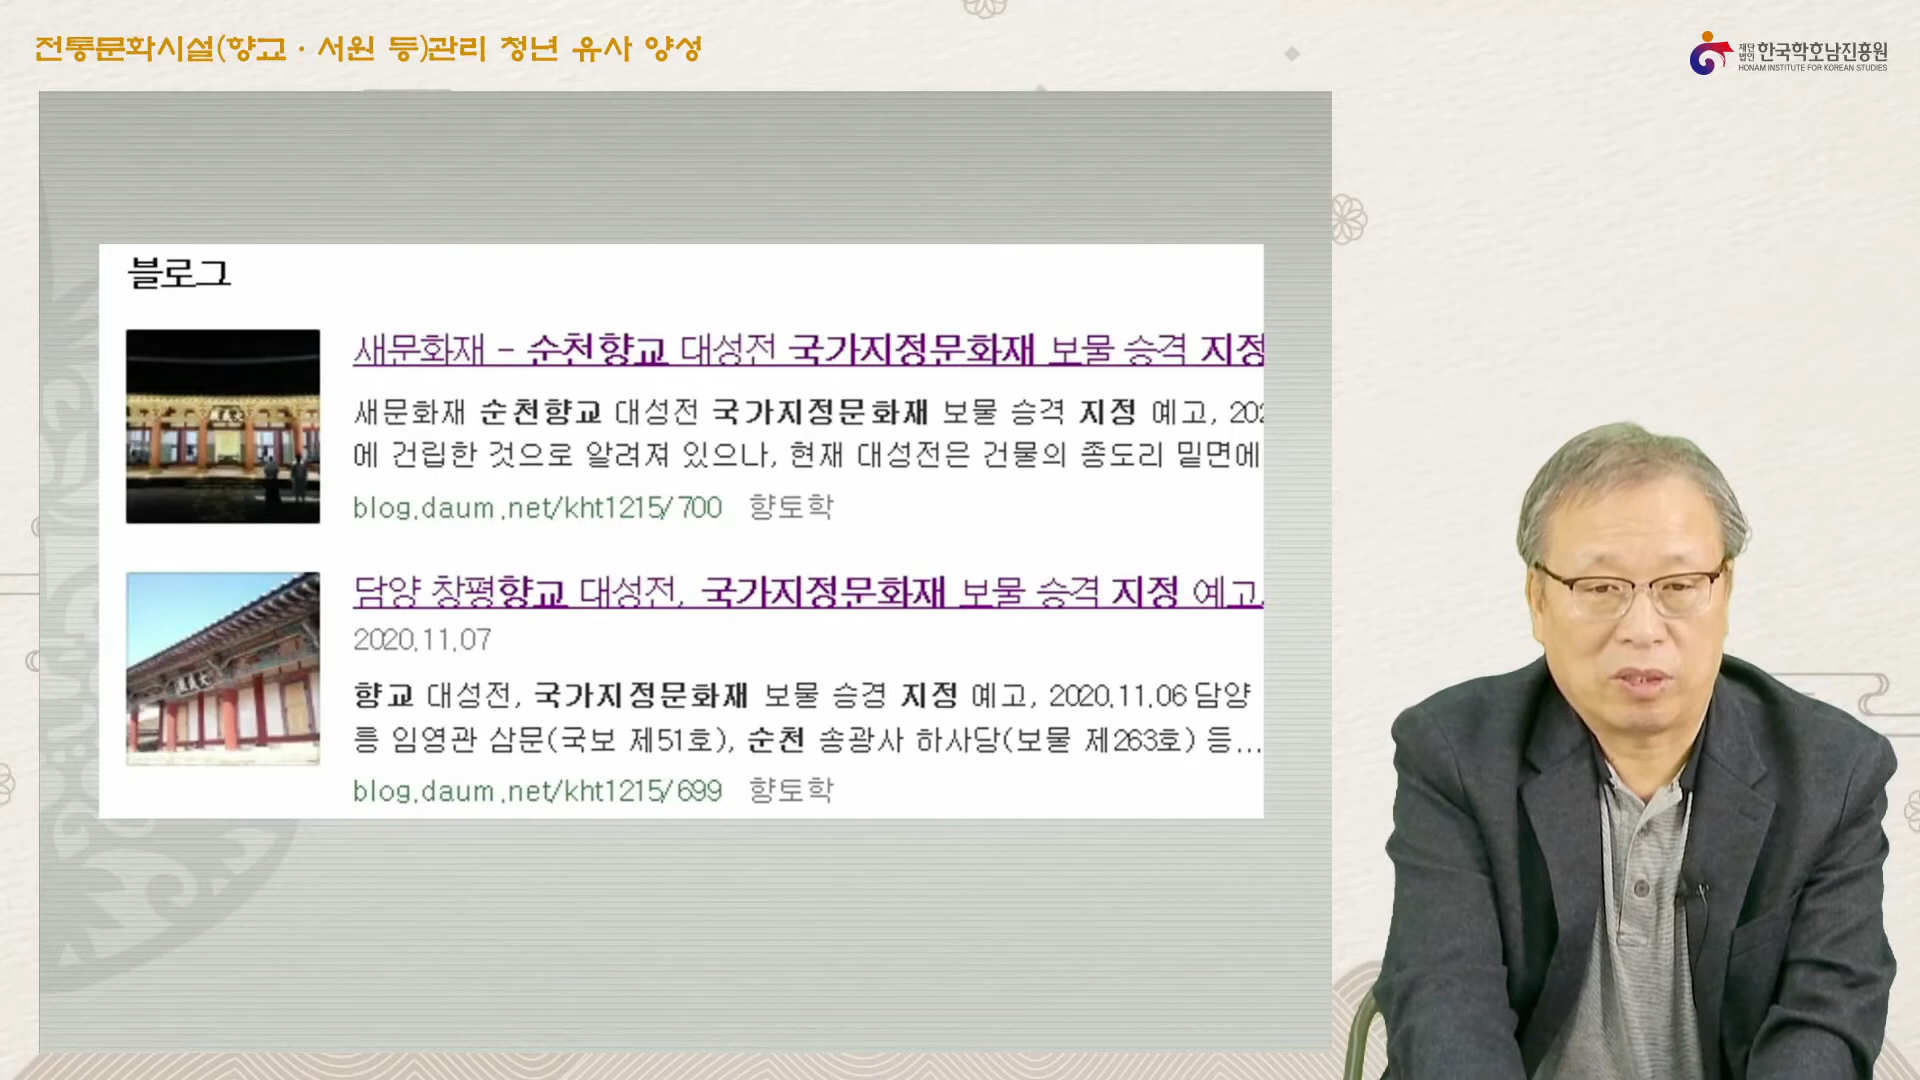 전통문화시설(향교 · 서원 등)관리 청년 유사 양성
재단
법인 한국학호남진흥원
HONAM INSTITUTE FOR KOREAN STUDIES
블로그
새문화재 - 순천향교 대성전 국가지정문화재 보물 승격 지정
새문화재 순천향교 대성전 국가지정문화재 보물 승격 지정 예고, 202
에 건립한 것으로 알려져 있으나, 현재 대성전은 건물의 종도리 밑면에
blog.daum.net/kht1215/700 향토학
담양 창평향교 대성전, 국가지정문화재 보물 승격 지정 예고.
2020.11.07
향교 대성전, 국가지정문화재 보물 승경 지정 예고, 2020.11.06 담양
릉 임영관 삼문(국보 제51호), 순천 송광사 하사당(보물 제263호) 등...
blog.daum.net/kht1215/699 향토학